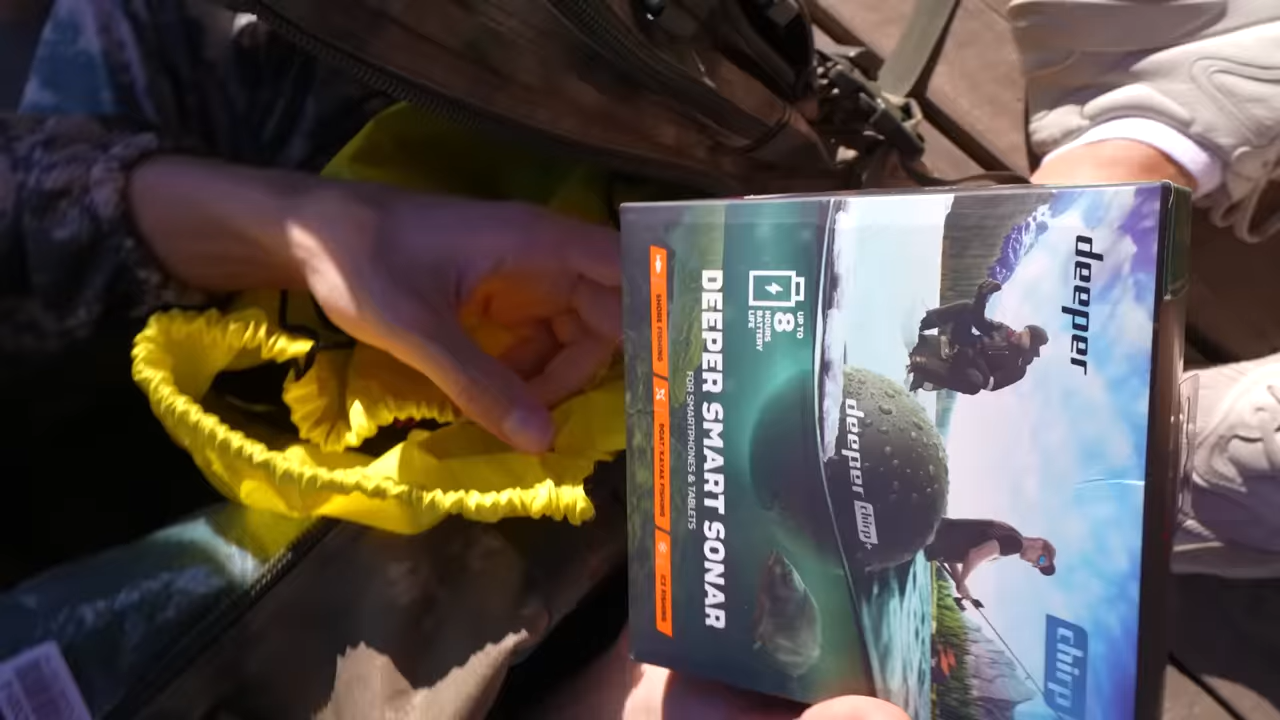 deeper
chirp+
deeper chirp+
UP TO
8
HOURS
BATTERY
LIFE
DEEPER SMART SONAR
FOR SMARTPHONES & TABLETS
SHORE FISHING
BOAT/KAYAK FISHING
ICE FISHING